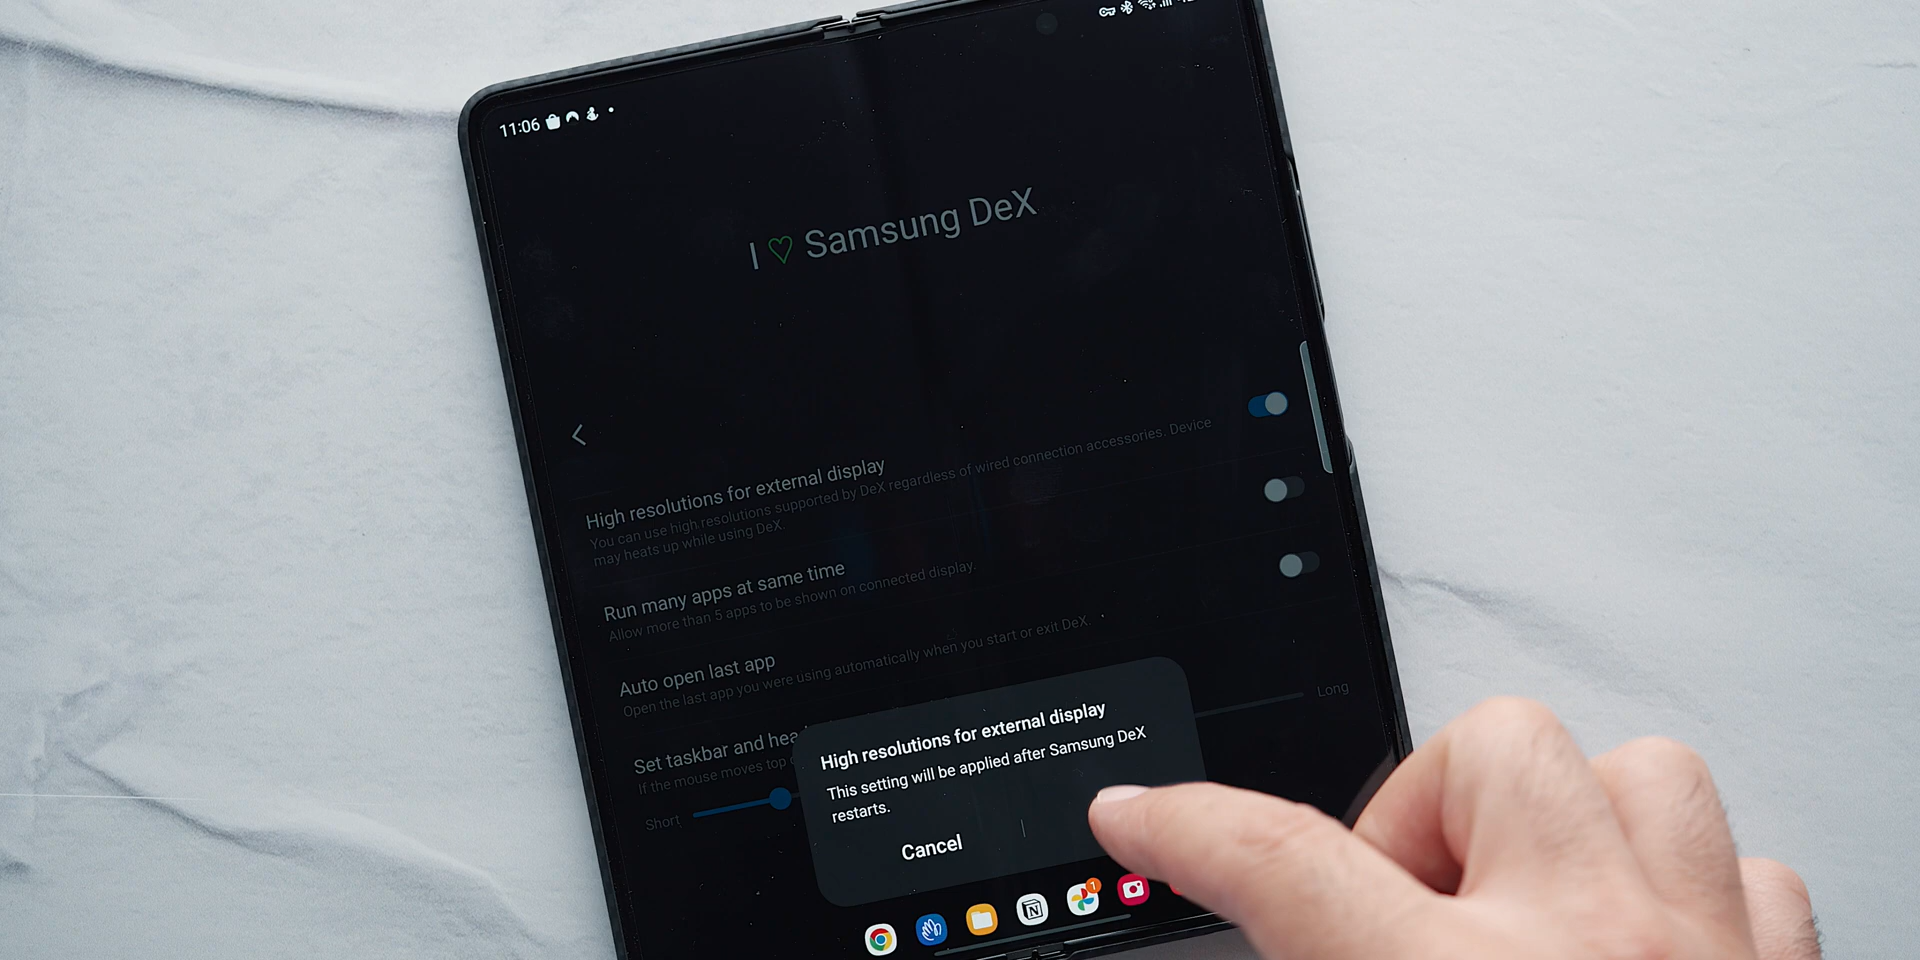 11:06
I ♡ Samsung DeX
High resolutions for external display
You can use high resolutions supported by DeX regardless of wired connection accessories. Device
may heats up while using DeX.
Run many apps at same time
Allow more than 5 apps to be shown on connected display.
Auto open last app
Open the last app you were using automatically when you start or exit DeX.
Set taskbar and hea
If the mouse moves top
Short
Long
High resolutions for external display
This setting will be applied after Samsung DeX
restarts.
Cancel
N
1